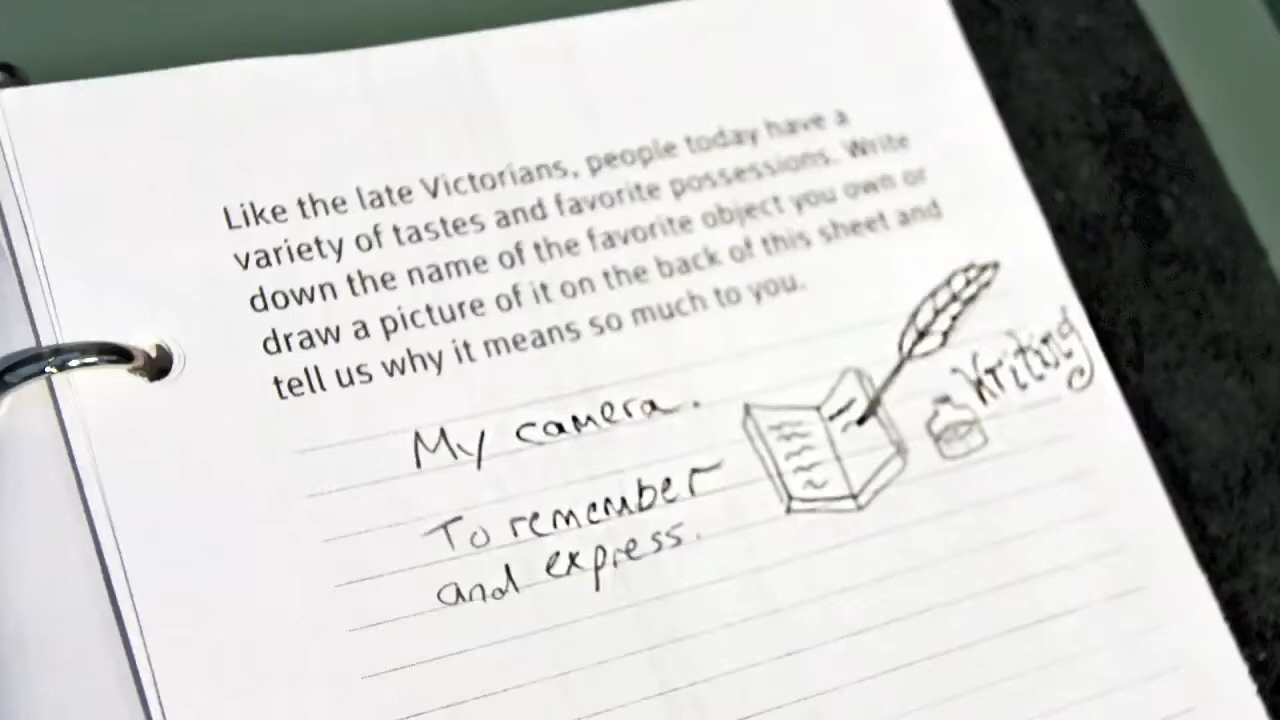 Like the late Victorians, people today have a
variety of tastes and favorite possessions. Write
down the name of the favorite object you own or
draw a picture of it on the back of this sheet and
tell us why it means so much to you.
My camera.
Writing
To remember
and express.